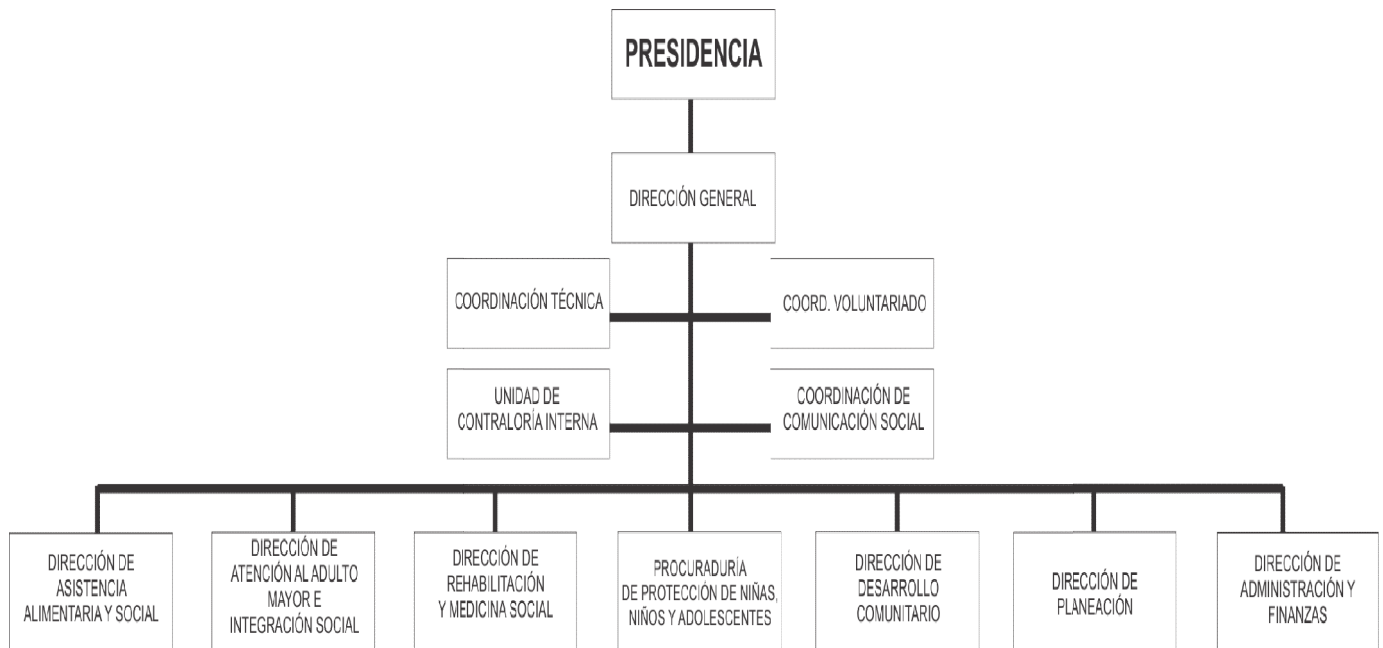 PRESIDENCIA
DIRECCIÓN GENERAL
COORDINACIÓN TÉCNICA
COORD. VOLUNTARIADO
UNIDAD DE
CONTRALORÍA INTERNA
COORDINACIÓN DE
COMUNICACIÓN SOCIAL
DIRECCIÓN DE
ASISTENCIA
ALIMENTARIA Y SOCIAL
DIRECCIÓN DE
ATENCIÓN AL ADULTO
MAYOR E
INTEGRACIÓN SOCIAL
DIRECCIÓN DE
REHABILITACIÓN
Y MEDICINA SOCIAL
PROCURADURÍA
DE PROTECCIÓN DE NIÑAS,
NIÑOS Y ADOLESCENTES
DIRECCIÓN DE
DESARROLLO
COMUNITARIO
DIRECCIÓN DE
PLANEACIÓN
DIRECCIÓN DE
ADMINISTRACIÓN Y
FINANZAS